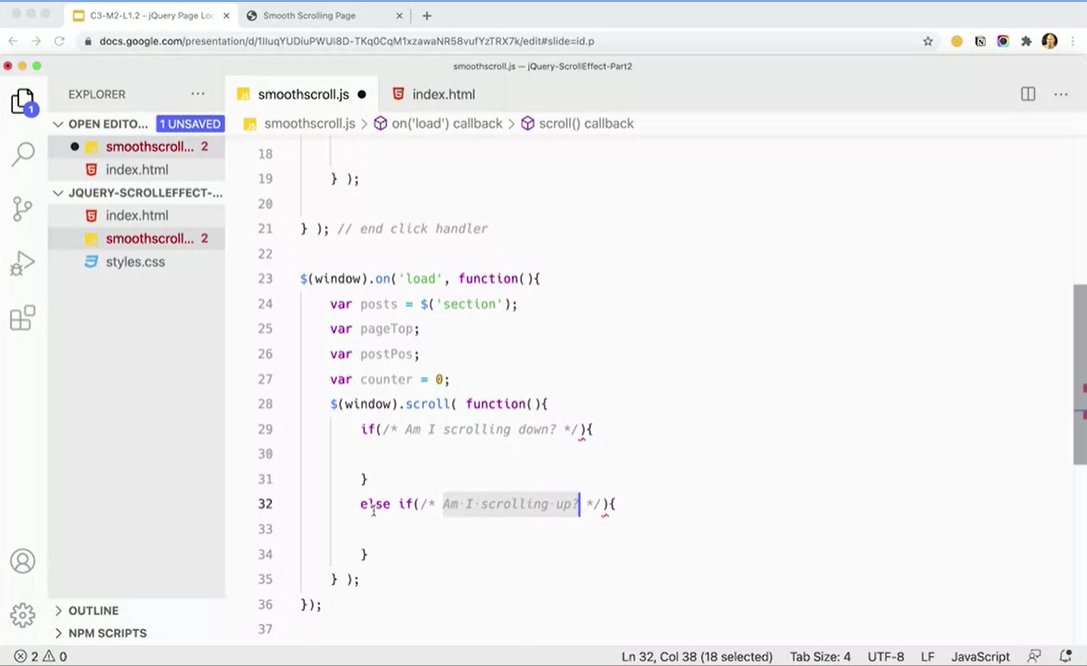 C3-M2-L1.2 - jQuery Page Loc
Smooth Scrolling Page
docs.google.com/presentation/d/1IIuqYUDiuPWUI8D-TKq0CqM1xzawaNR58vufYzTRX7k/edit#slide=id.p
smoothscroll.js — jQuery-ScrollEffect-Part2
EXPLORER ...
smoothscroll.js
index.html
OPEN EDITO... 1 UNSAVED
smoothscroll.js > on('load') callback > scroll() callback
smoothscroll... 2
index.html
JQUERY-SCROLLEFFECT-...
index.html
smoothscroll... 2
styles.css
18
19 } );
20
21 } ); // end click handler
22
23 $(window).on('load', function(){
24 var posts = $('section');
25 var pageTop;
26 var postPos;
27 var counter = 0;
28 $(window).scroll( function(){
29 if(/* Am I scrolling down? */){
30
31 }
32 else if(/* Am I scrolling up? */){
33
34 }
35 } );
36 });
37
1
OUTLINE
NPM SCRIPTS
2 0 Ln 32, Col 38 (18 selected) Tab Size: 4 UTF-8 LF JavaScript